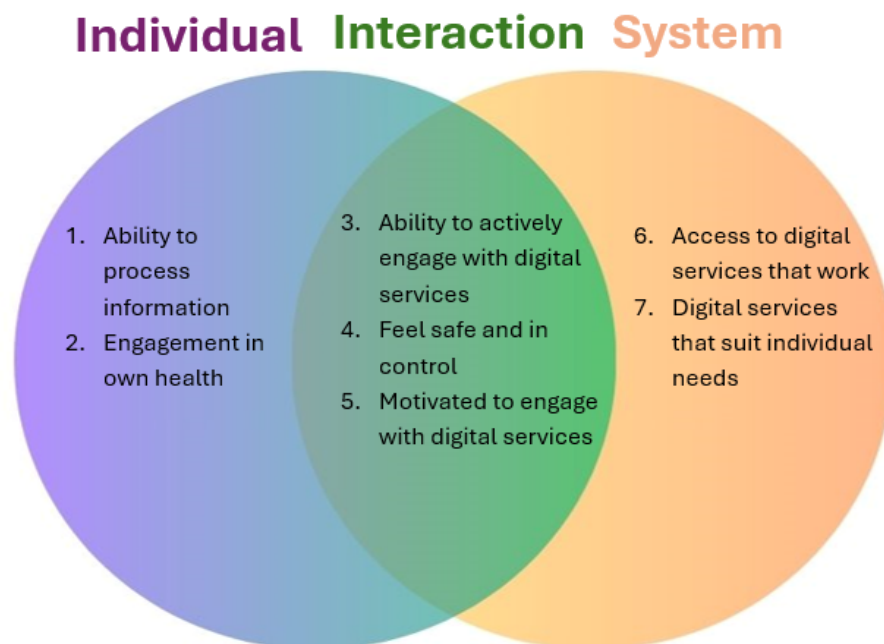 Individual Interaction System
1. Ability to
process
information
2. Engagement in
own health
3. Ability to actively
engage with digital
services
4. Feel safe and in
control
5. Motivated to engage
with digital services
6. Access to digital
services that work
7. Digital services
that suit individual
needs